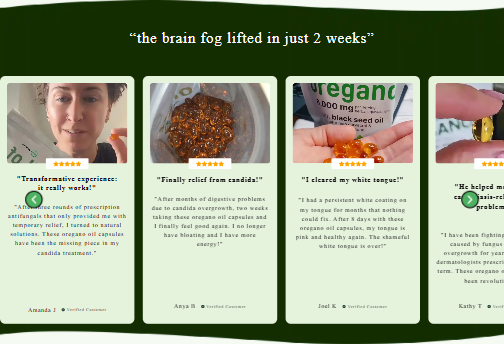 “the brain fog lifted in just 2 weeks”
oregano
000 mg
black seed oil
"Transformative experience:
it really works!"
"After three rounds of prescription
antifungals that only provided me with
temporary relief, I turned to natural
solutions. These oregano oil capsules
have been the missing piece in my
candida treatment."
Amanda J
Verified Customer
"Finally relief from candida!"
"After months of digestive problems
due to candida overgrowth, two weeks
taking these oregano oil capsules and
I finally feel good again. I no longer
have bloating and I have more
energy!"
Anya B
Verified Customer
"I cleared my white tongue!"
"I had a persistent white coating on
my tongue for months that nothing
could fix. After 8 days with these
oregano oil capsules, my tongue is
pink and healthy again. The shameful
white tongue is over!"
Joel K
Verified Customer
"He helped m
problem
"I have been fighting
caused by fungus
overgrowth for year
dermatologists prescri
term. These oregano o
been revoluti
Kathy T
Verified Cu